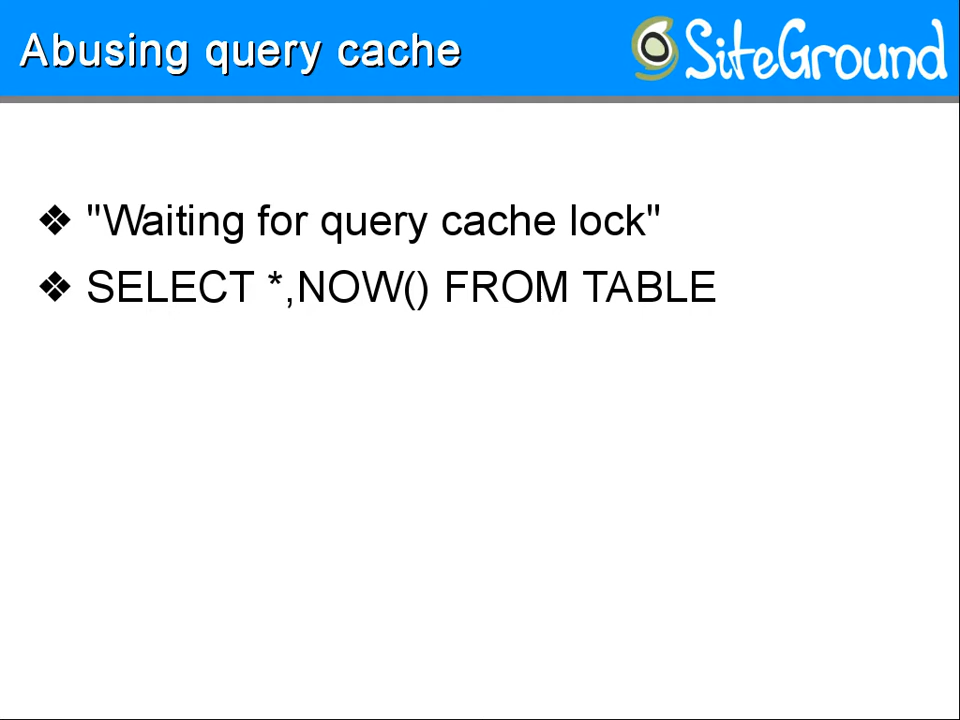 Abusing query cache
SiteGround
❖ "Waiting for query cache lock"
❖ SELECT *,NOW() FROM TABLE